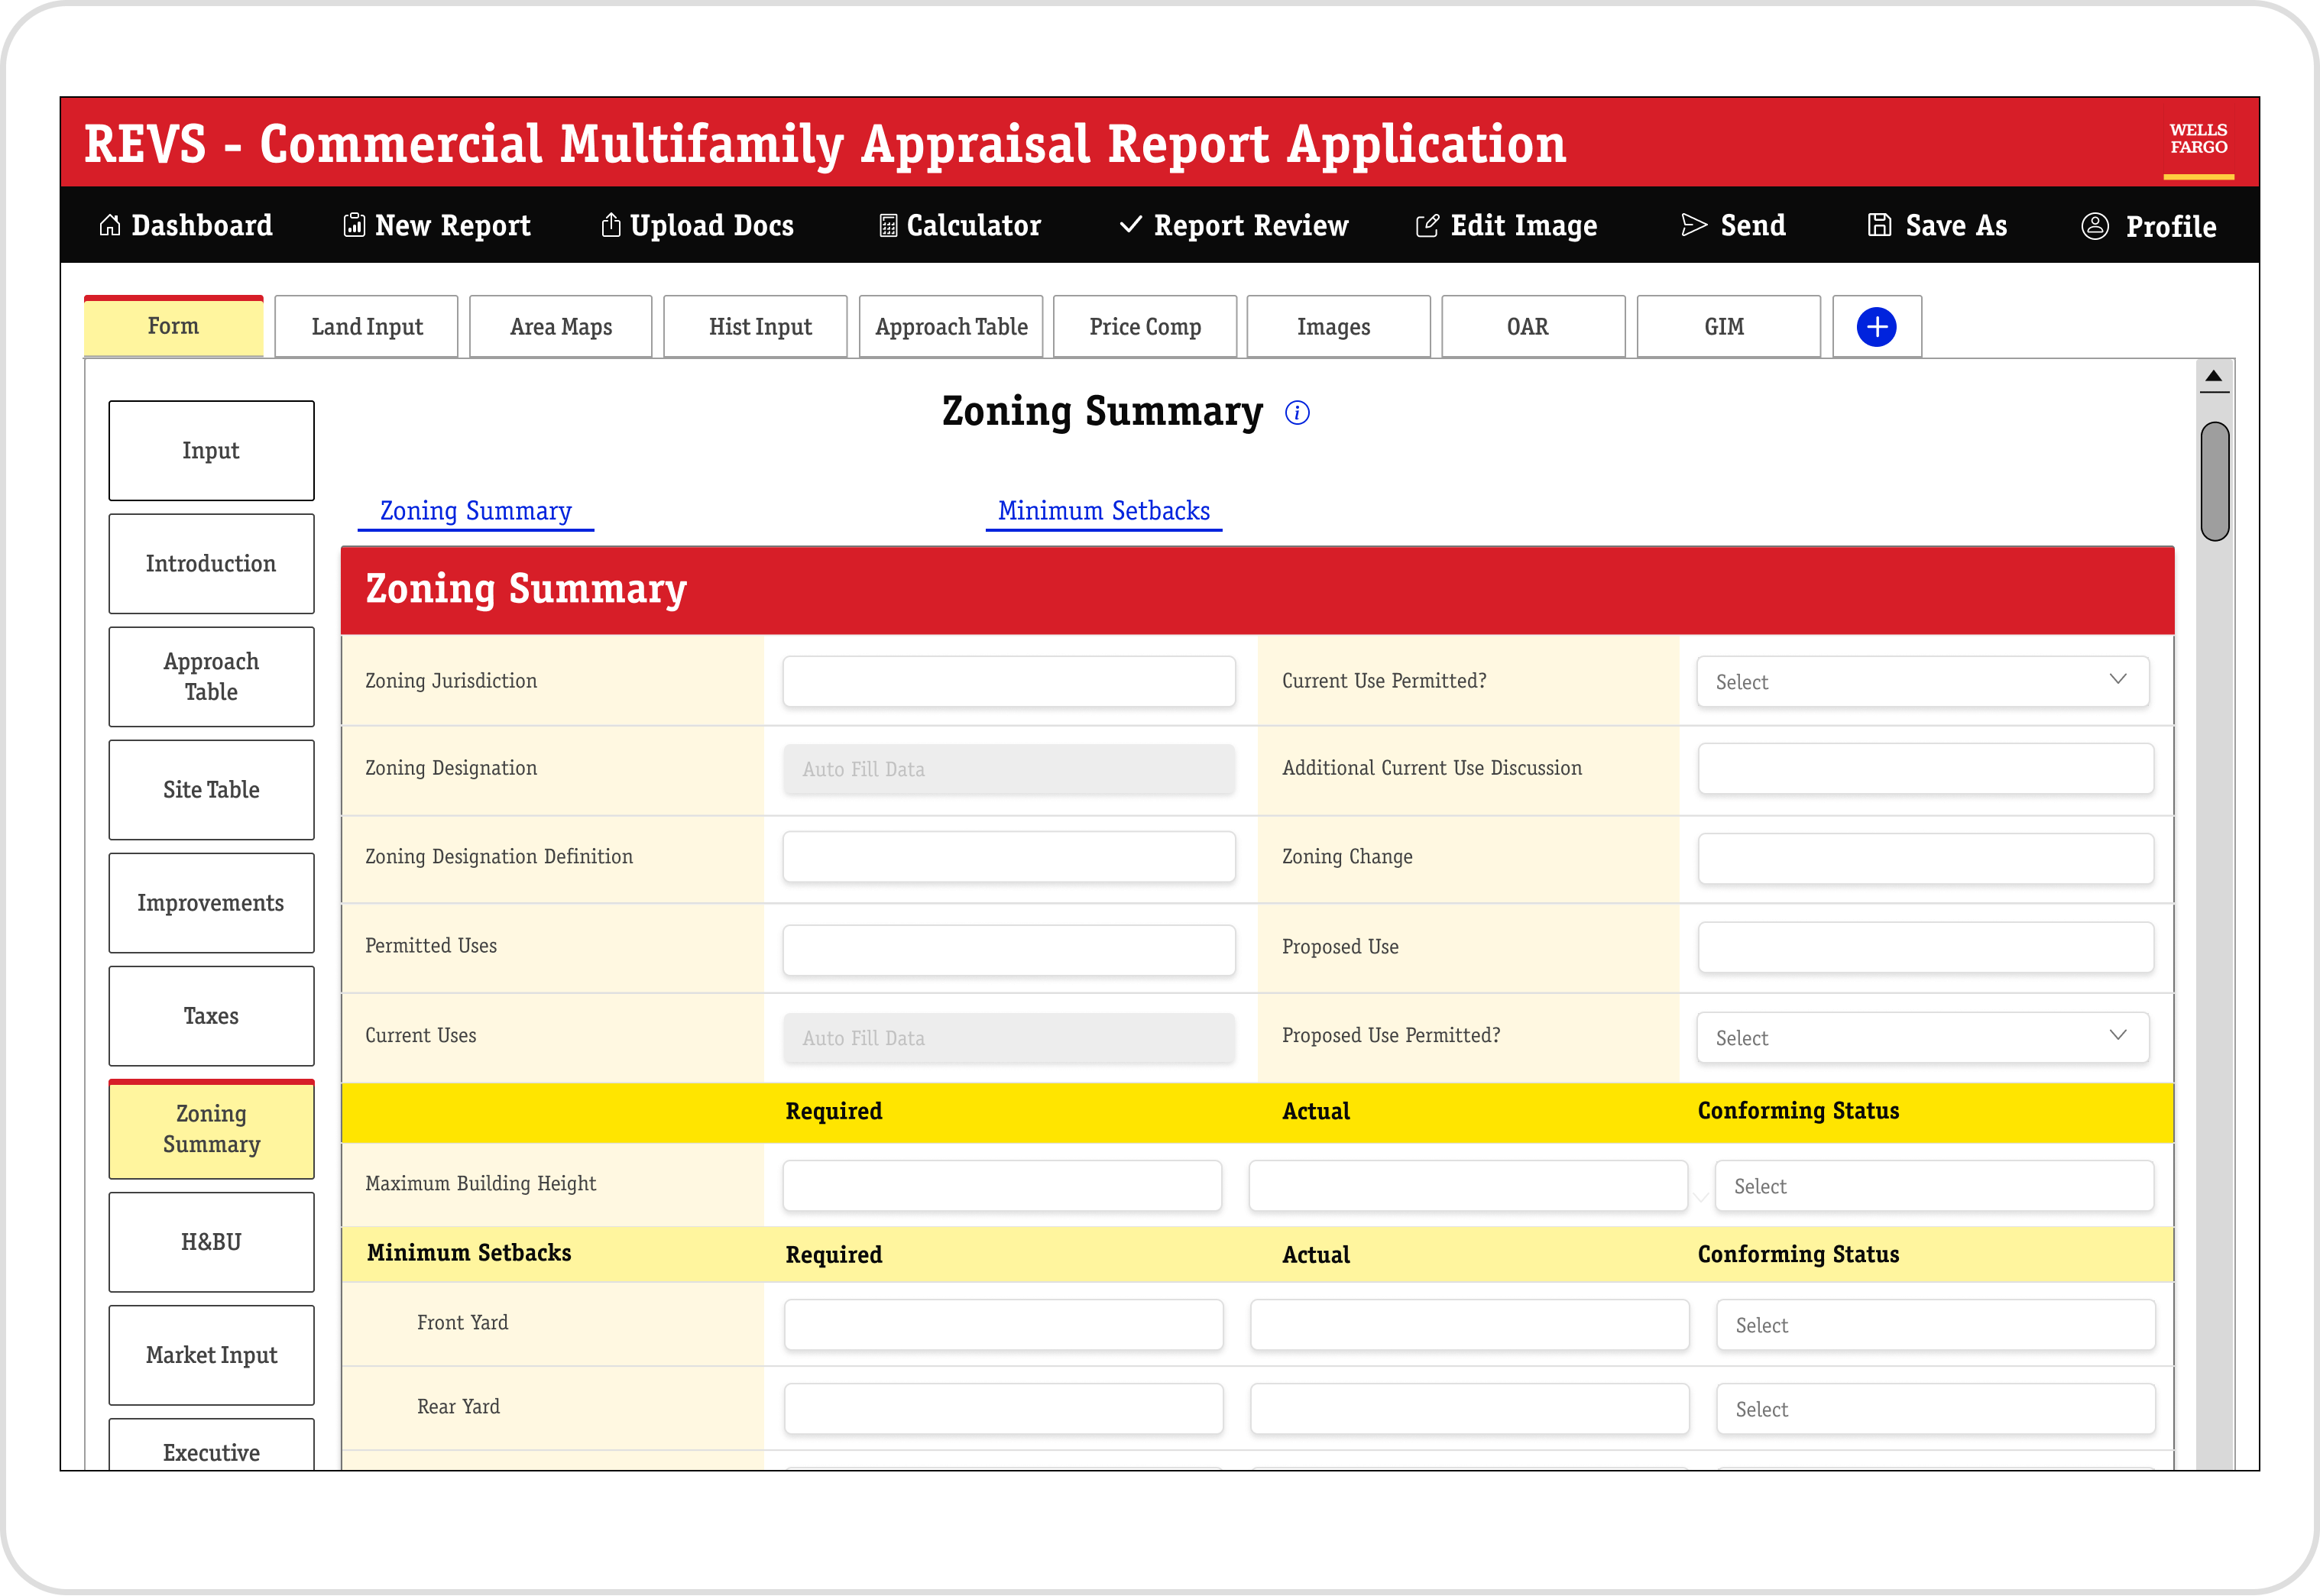 REVS - Commercial Multifamily Appraisal Report Application
WELLS
FARGO
Dashboard
New Report
Upload Docs
Calculator
Report Review
Edit Image
Send
Save As
Profile
Form
Land Input
Area Maps
Hist Input
Approach Table
Price Comp
Images
OAR
GIM
Input
Introduction
Approach
Table
Site Table
Improvements
Taxes
Zoning
Summary
H&BU
Market Input
Executive
Zoning Summary
Zoning Summary
Minimum Setbacks
Zoning Summary
Zoning Jurisdiction
Current Use Permitted?
Select
Zoning Designation
Auto Fill Data
Additional Current Use Discussion
Zoning Designation Definition
Zoning Change
Permitted Uses
Proposed Use
Current Uses
Auto Fill Data
Proposed Use Permitted?
Select
Required
Actual
Conforming Status
Maximum Building Height
Select
Minimum Setbacks
Required
Actual
Conforming Status
Front Yard
Select
Rear Yard
Select